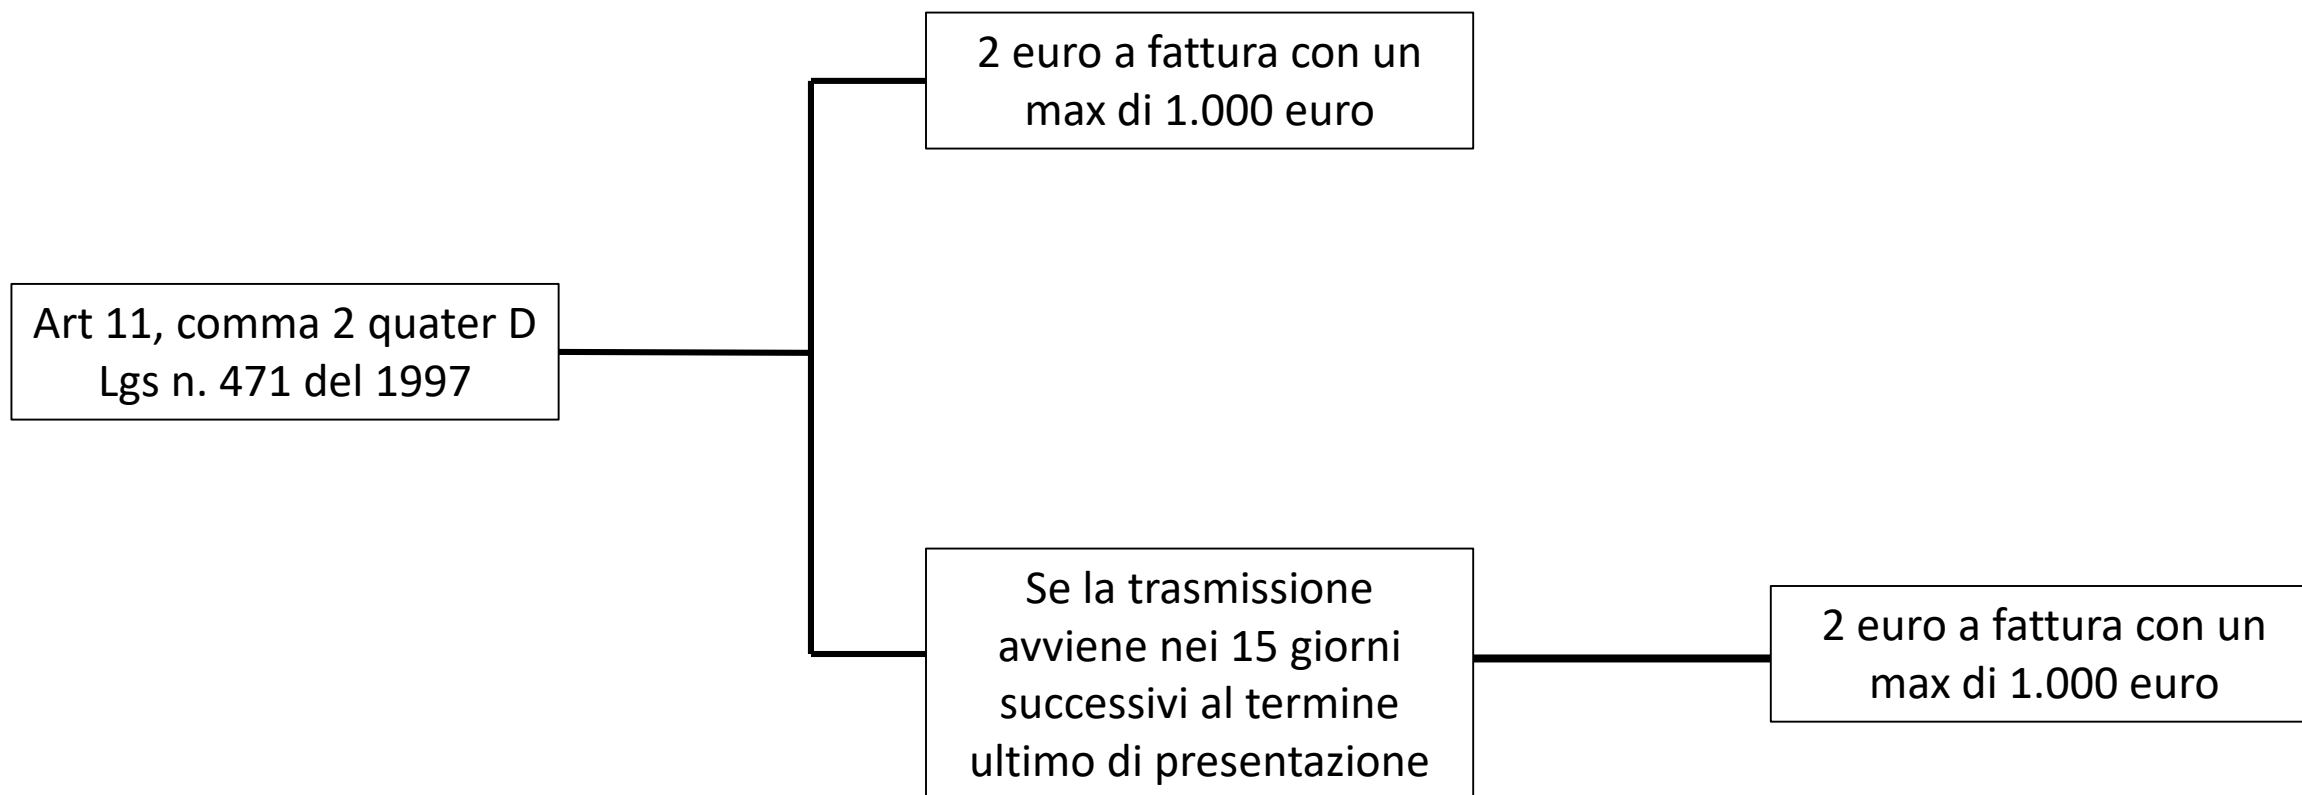 2 euro a fattura con un
max di 1.000 euro
Art 11, comma 2 quater D
Lgs n. 471 del 1997
Se la trasmissione
avviene nei 15 giorni
successivi al termine
ultimo di presentazione
2 euro a fattura con un
max di 1.000 euro